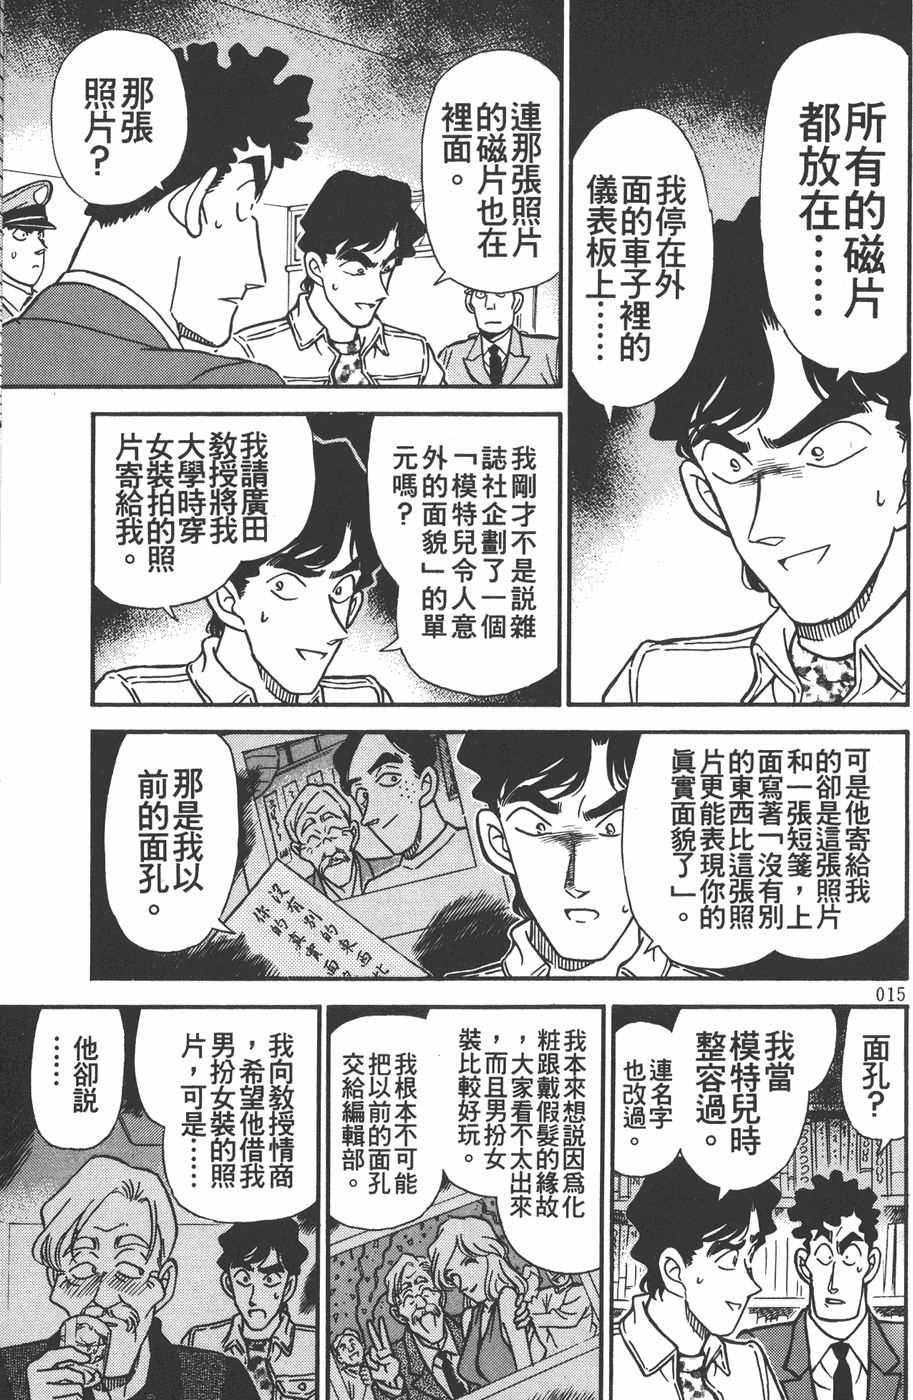 所有的磁片
都放在⋯⋯
我停在外
面的車子裡的
儀表板上⋯⋯
連那張照片
的磁片也在
裡面。
那張
照片？
我剛才不是說雜
誌社企劃了一個
「模特兒令人意
外的面貌」的單
元嗎？
我請廣田
教授將我
大學時穿
女裝拍的照
片寄給我。
可是他寄給我
的卻是這張照片
和一張短箋，上
面寫著「沒有別
的東西比這張照
片更能表現你的
眞實面貌了」。
沒有別的東西比
你的真實面
那是我以
前的面孔。
015
面孔？
我當
模特兒時
整容過。
連名字
也改過。
我本來想說因為化
粧跟戴假髮的緣故
，大家看不太出來
，而且男扮女
裝比較好玩。
我根本不可能
把以前的面孔
交給編輯部。
我向教授情商
，希望他借我
男扮女裝的照
片，可是⋯⋯
他卻說
⋯⋯